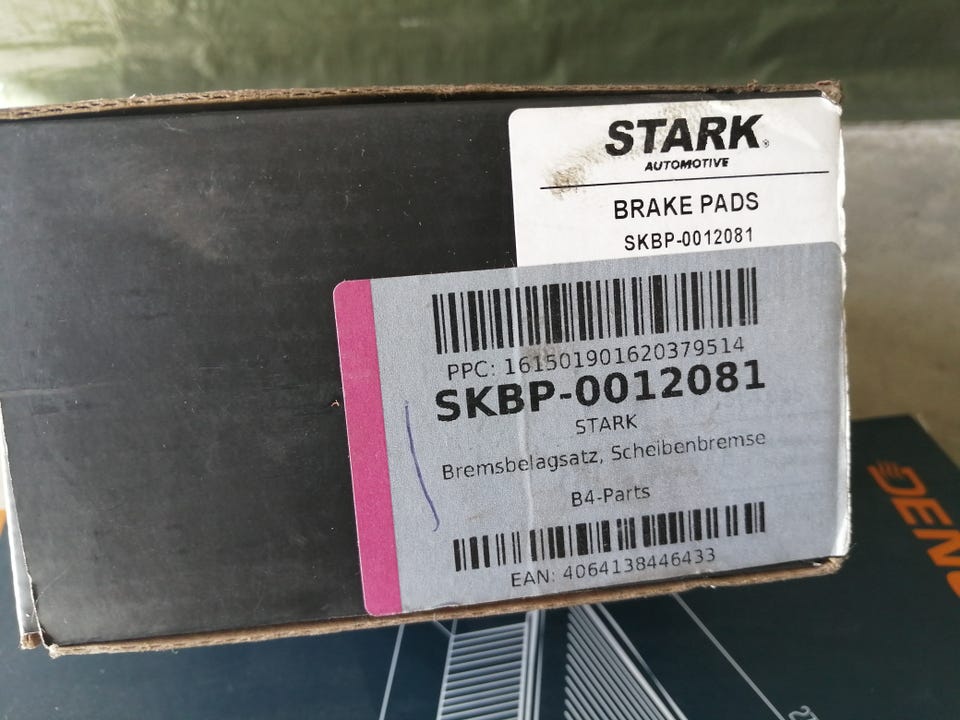 STARK®
AUTOMOTIVE
BRAKE PADS
SKBP-0012081
PPC: 161501901620379514
SKBP-0012081
STARK
Bremsbelagsatz, Scheibenbremse
B4-Parts
EAN: 4064138446433